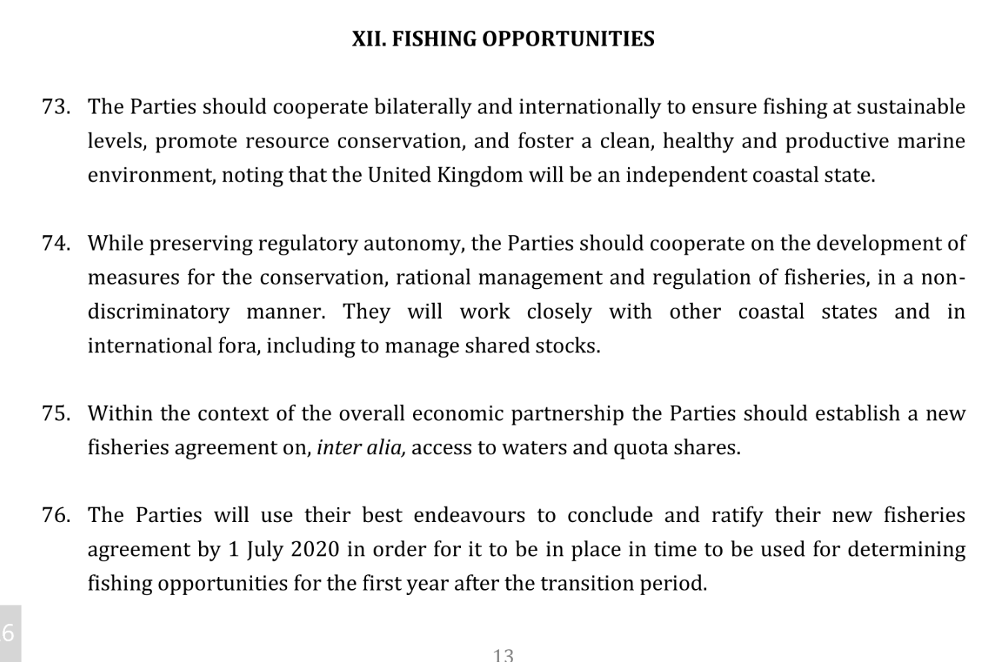 XII. FISHING OPPORTUNITIES
73. The Parties should cooperate bilaterally and internationally to ensure fishing at sustainable
levels, promote resource conservation, and foster a clean, healthy and productive marine
environment, noting that the United Kingdom will be an independent coastal state.
74. While preserving regulatory autonomy, the Parties should cooperate on the development of
measures for the conservation, rational management and regulation of fisheries, in a non-
discriminatory manner. They will work closely with other coastal states and in
international fora, including to manage shared stocks.
75. Within the context of the overall economic partnership the Parties should establish a new
fisheries agreement on, inter alia, access to waters and quota shares.
76. The Parties will use their best endeavours to conclude and ratify their new fisheries
agreement by 1 July 2020 in order for it to be in place in time to be used for determining
fishing opportunities for the first year after the transition period.
6
13